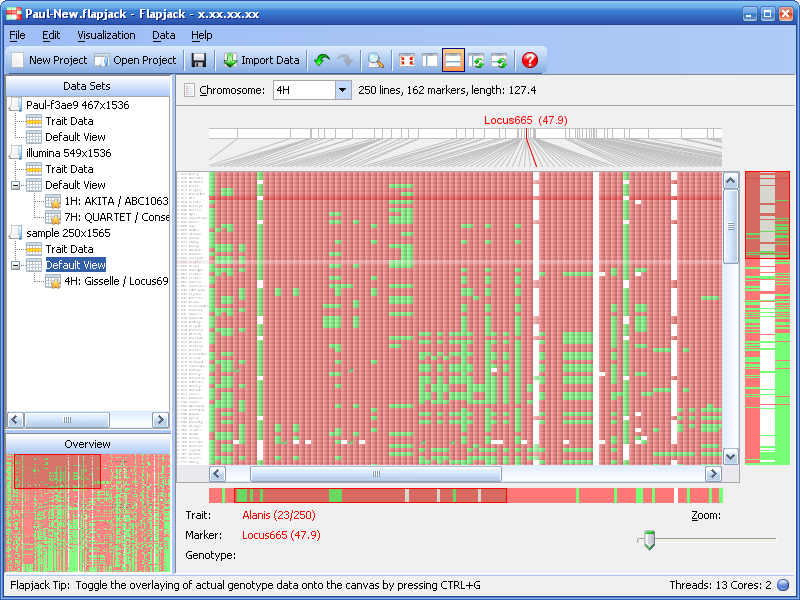 Paul-New.flapjack - Flapjack - x.xx.xx.xx
File Edit Visualization Data Help
New Project Open Project Import Data
Data Sets
Paul-f3ae9 467x1536
Trait Data
Default View
illumina 549x1536
Trait Data
Default View
1H: AKITA / ABC1063
7H: QUARTET / Conse
sample 250x1565
Trait Data
Default View
4H: Gisselle / Locus69
Overview
Chromosome: 4H 250 lines, 162 markers, length: 127.4
Locus665 (47.9)
Trait: Alanis (23/250)
Marker: Locus665 (47.9)
Genotype:
Zoom:
Flapjack Tip: Toggle the overlaying of actual genotype data onto the canvas by pressing CTRL+G
Threads: 13 Cores: 2